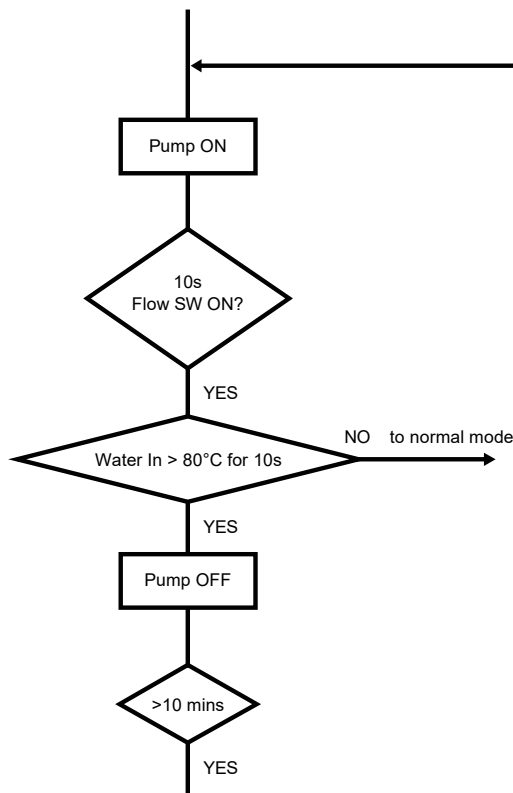 Pump ON
10s
Flow SW ON?
YES
NO to normal mode
Water In > 80°C for 10s
YES
Pump OFF
>10 mins
YES